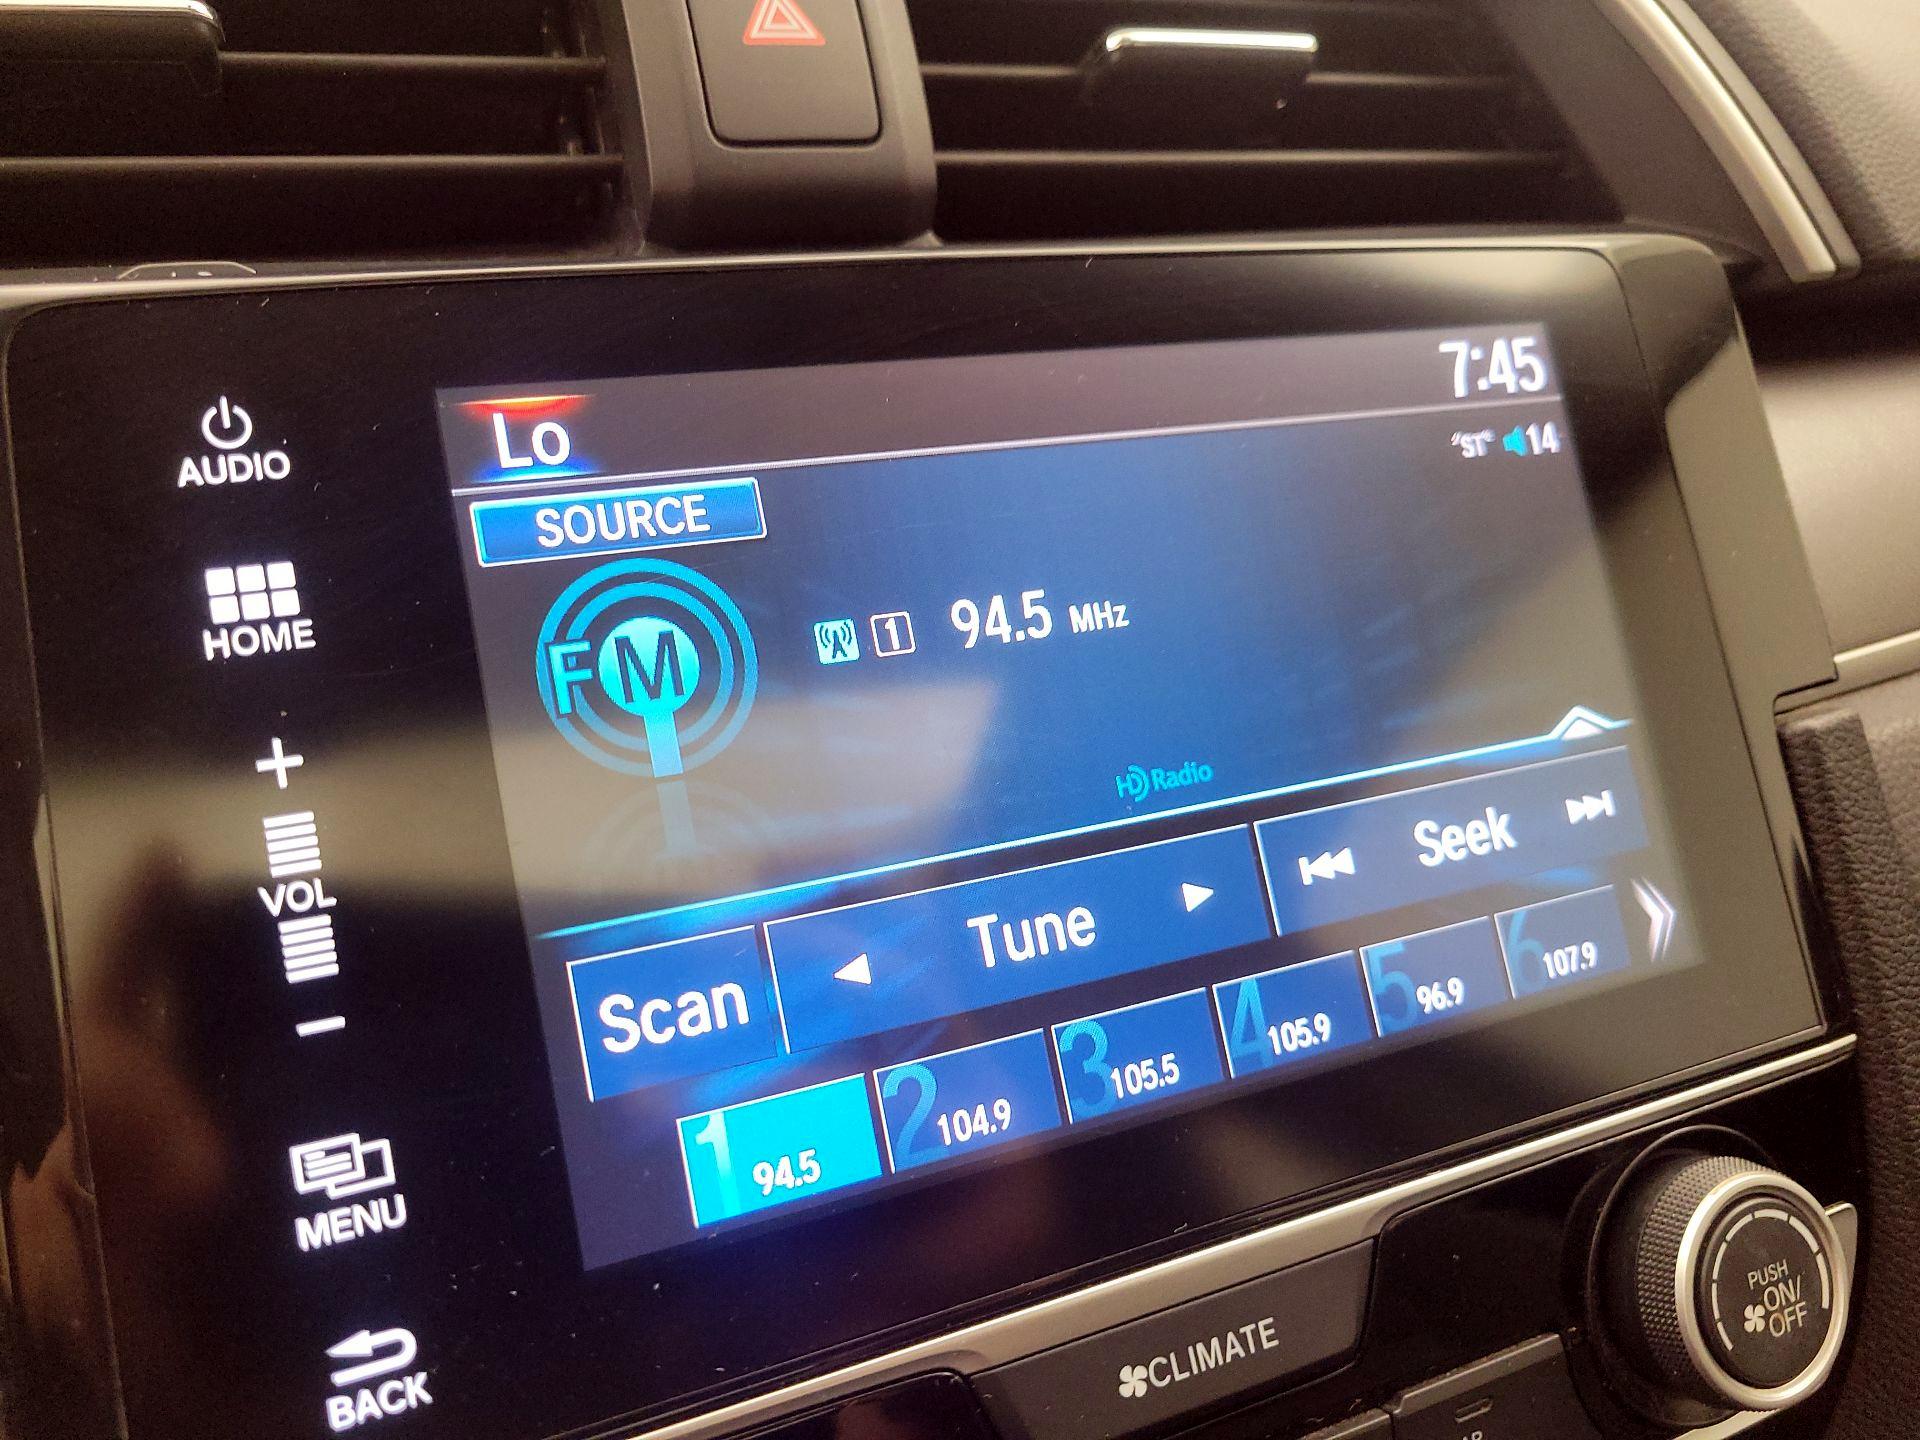 AUDIO
HOME
+
VOL
−
MENU
BACK
Lo
7:45
"ST" 14
SOURCE
FM
1 94.5 MHz
HD Radio
Scan
Tune
Seek
1 94.5
2 104.9
3 105.5
4 105.9
5 96.9
6 107.9
CLIMATE
PUSH
ON/
OFF